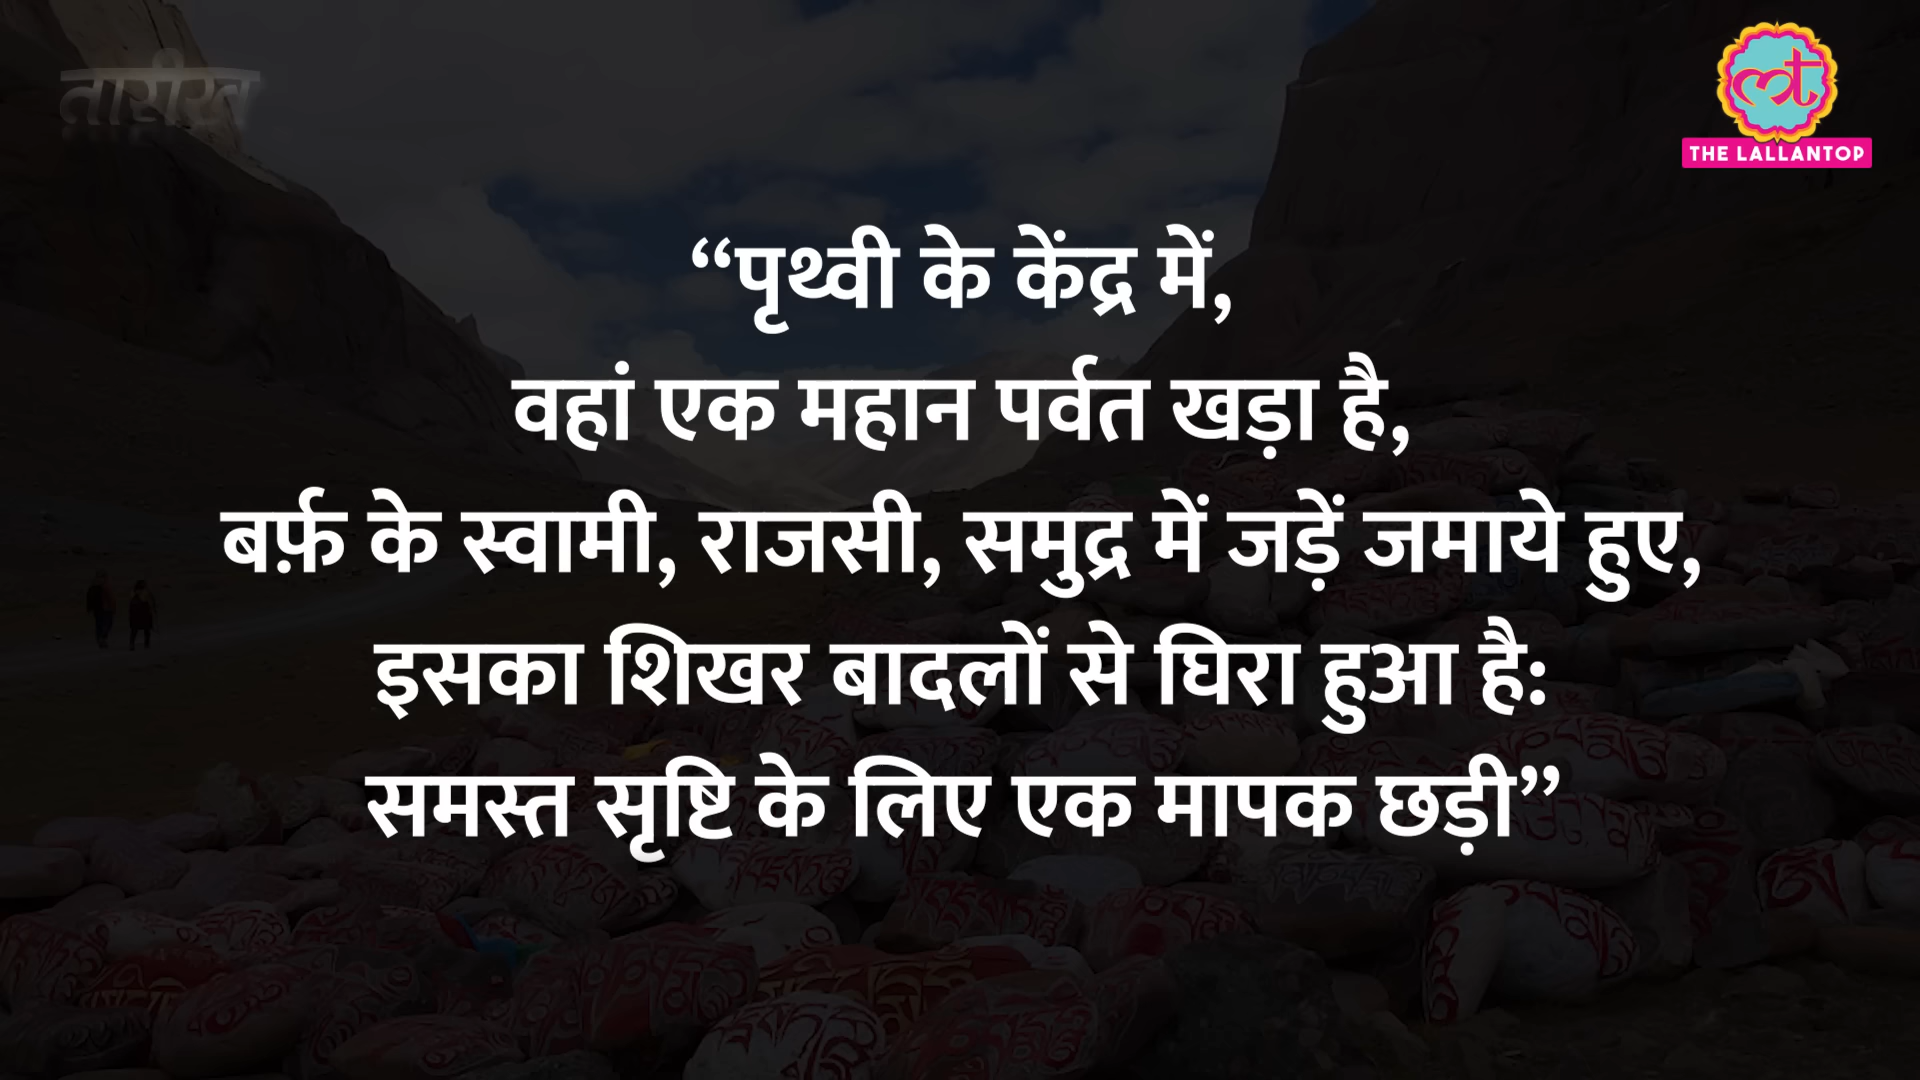 तारीख
THE LALLANTOP
“पृथ्वी के केंद्र में,
वहां एक महान पर्वत खड़ा है,
बर्फ़ के स्वामी, राजसी, समुद्र में जड़ें जमाये हुए,
इसका शिखर बादलों से घिरा हुआ है:
समस्त सृष्टि के लिए एक मापक छड़ी”